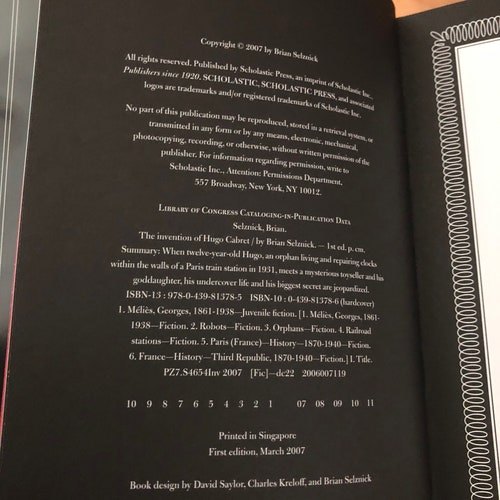 Copyright © 2007 by Brian Selznick
All rights reserved. Published by Scholastic Press, an imprint of Scholastic Inc.,
Publishers since 1920. SCHOLASTIC, SCHOLASTIC PRESS, and associated
logos are trademarks and/or registered trademarks of Scholastic Inc.
No part of this publication may be reproduced, stored in a retrieval system, or
transmitted in any form or by any means, electronic, mechanical,
photocopying, recording, or otherwise, without written permission of the
publisher. For information regarding permission, write to
Scholastic Inc., Attention: Permissions Department,
557 Broadway, New York, NY 10012.
Library of Congress Cataloging-in-Publication Data
Selznick, Brian.
The invention of Hugo Cabret / by Brian Selznick. — 1st ed. p. cm.
Summary: When twelve-year-old Hugo, an orphan living and repairing clocks
within the walls of a Paris train station in 1931, meets a mysterious toyseller and his
goddaughter, his undercover life and his biggest secret are jeopardized.
ISBN-13 : 978-0-439-81378-5 ISBN-10 : 0-439-81378-6 (hardcover)
1. Méliès, Georges, 1861-1938—Juvenile fiction. [1. Méliès, Georges, 1861-
1938—Fiction. 2. Robots—Fiction. 3. Orphans—Fiction. 4. Railroad
stations—Fiction. 5. Paris (France)—History—1870-1940—Fiction.
6. France—History—Third Republic, 1870-1940—Fiction.] I. Title.
PZ7.S4654Inv 2007 [Fic]—dc22 2006007119
10 9 8 7 6 5 4 3 2 1 07 08 09 10 11
Printed in Singapore
First edition, March 2007
Book design by David Saylor, Charles Kreloff, and Brian Selznick